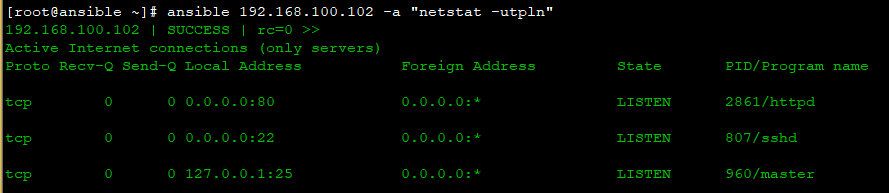 [root@ansible ~]# ansible 192.168.100.102 -a "netstat -utpln"
192.168.100.102 | SUCCESS | rc=0 >>
Active Internet connections (only servers)
Proto Recv-Q Send-Q Local Address           Foreign Address         State       PID/Program name
tcp        0      0 0.0.0.0:80              0.0.0.0:*               LISTEN      2861/httpd
tcp        0      0 0.0.0.0:22              0.0.0.0:*               LISTEN      807/sshd
tcp        0      0 127.0.0.1:25            0.0.0.0:*               LISTEN      960/master